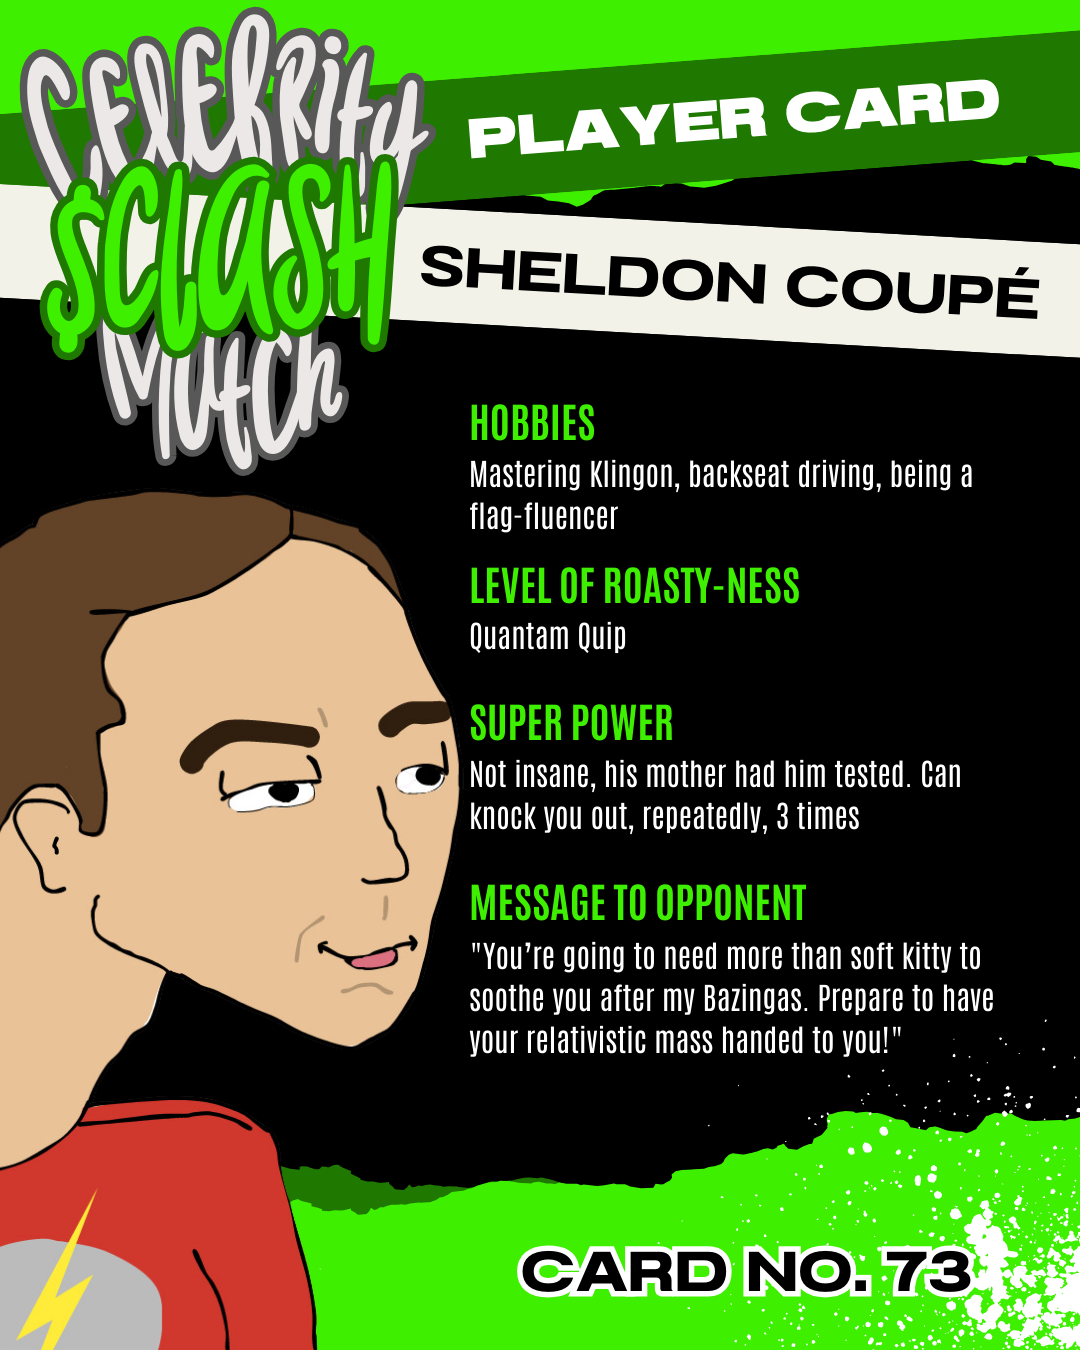 Celebrity
$CLASH
Match
PLAYER CARD
SHELDON COUPÉ
HOBBIES
Mastering Klingon, backseat driving, being a
flag-fluencer
LEVEL OF ROASTY-NESS
Quantam Quip
SUPER POWER
Not insane, his mother had him tested. Can
knock you out, repeatedly, 3 times
MESSAGE TO OPPONENT
"You’re going to need more than soft kitty to
soothe you after my Bazingas. Prepare to have
your relativistic mass handed to you!"
CARD NO. 73